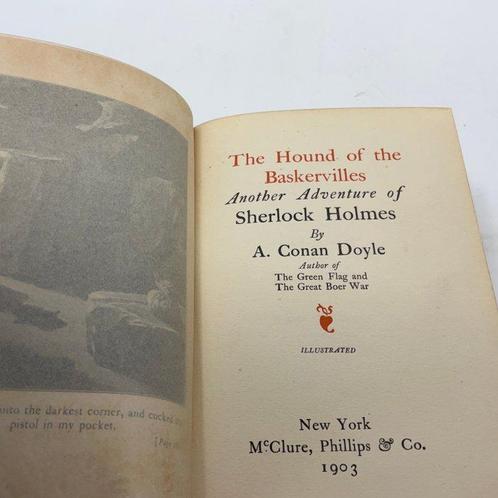 into the darkest corner, and cocked
pistol in my pocket.
[Page
The Hound of the
Baskervilles
Another Adventure of
Sherlock Holmes
By
A. Conan Doyle
Author of
The Green Flag and
The Great Boer War
ILLUSTRATED
New York
McClure, Phillips & Co.
1903